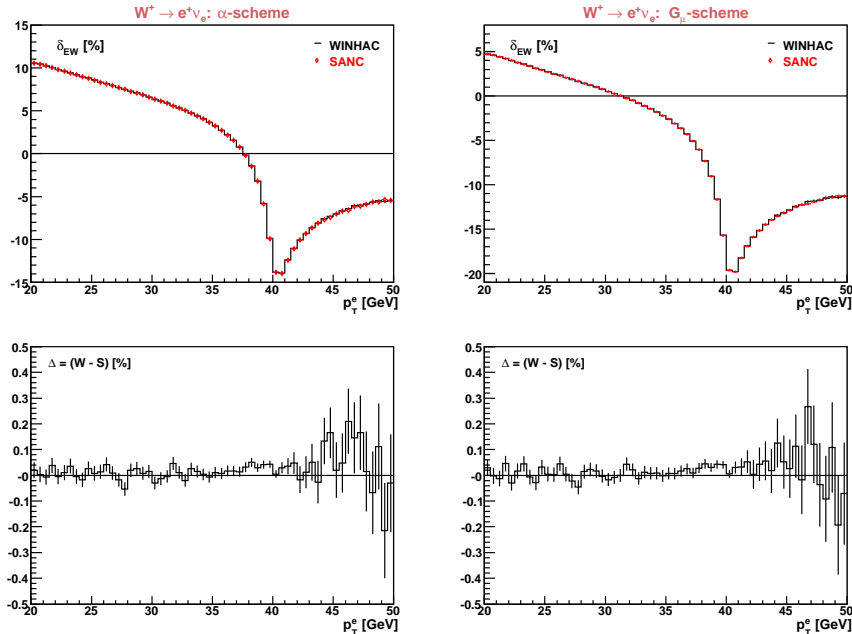 W⁺ → e⁺νₑ: α-scheme
δEW [%]
WINHAC
SANC
15
10
5
0
-5
-10
-15
20 25 30 35 40 45 50
pᵉT [GeV]
W⁺ → e⁺νₑ: Gμ-scheme
δEW [%]
WINHAC
SANC
5
0
-5
-10
-15
-20
20 25 30 35 40 45 50
pᵉT [GeV]
Δ = (W - S) [%]
0.5
0.4
0.3
0.2
0.1
-0
-0.1
-0.2
-0.3
-0.4
-0.5
20 25 30 35 40 45 50
pᵉT [GeV]
Δ = (W - S) [%]
0.5
0.4
0.3
0.2
0.1
-0
-0.1
-0.2
-0.3
-0.4
-0.5
20 25 30 35 40 45 50
pᵉT [GeV]